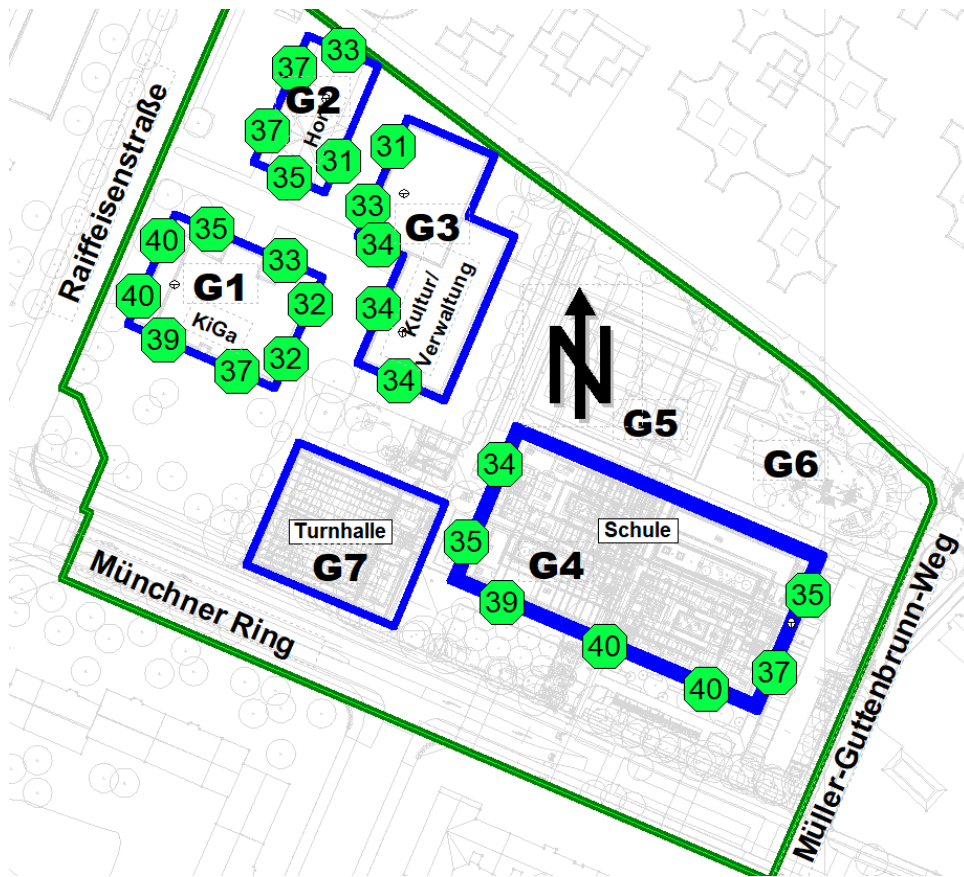 33
37
G2
Hort
37
31
35
31
33
G3
34
34
Kultur/
Verwaltung
34
Raiffeisenstraße
40
35
33
40
G1
32
KiGa
39
37
32
N
G5
G6
34
Turnhalle
G7
35
Schule
G4
39
35
40
37
40
Münchner Ring
Müller-Guttenbrunn-Weg